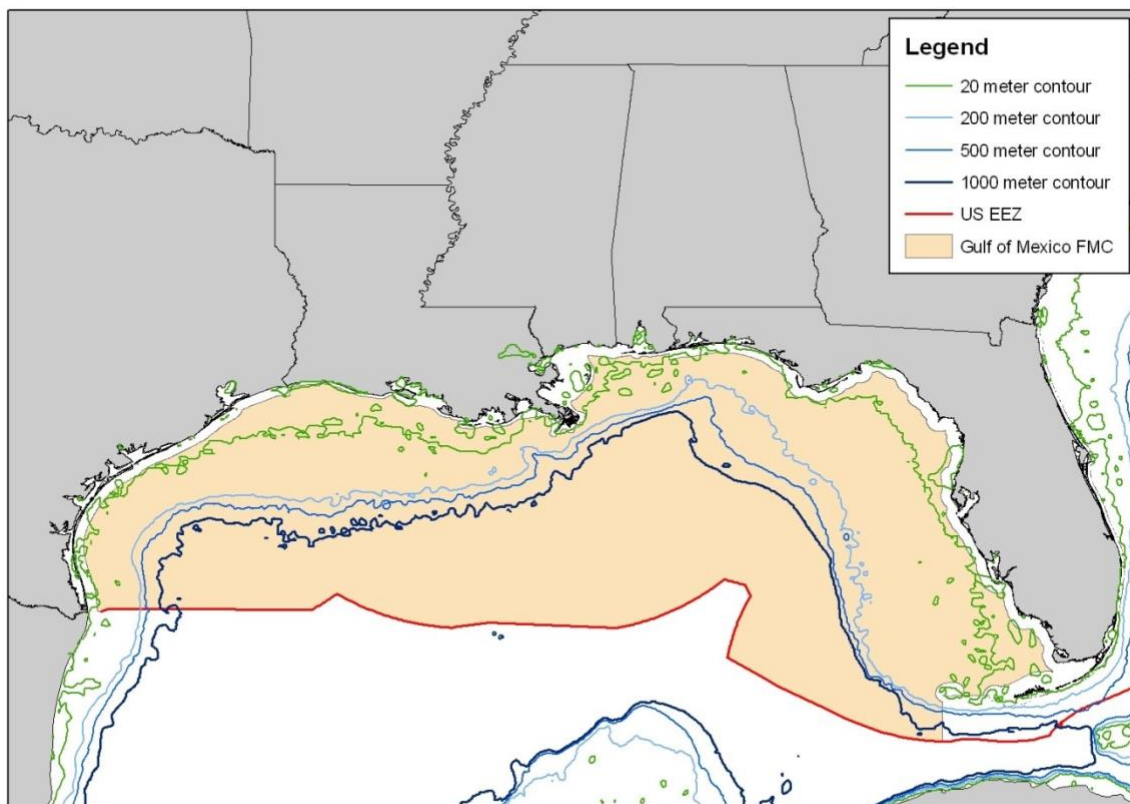 Legend
20 meter contour
200 meter contour
500 meter contour
1000 meter contour
US EEZ
Gulf of Mexico FMC